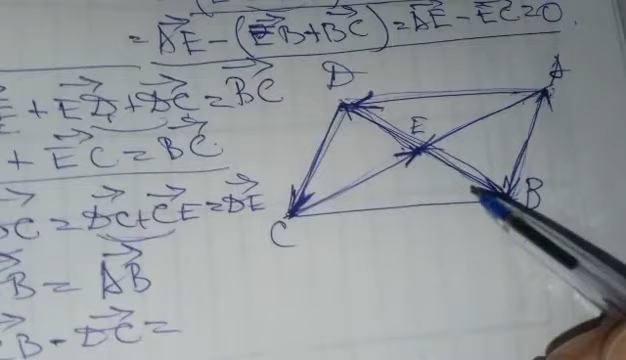 = AE - (EB + BC) = AE - EC = 0.
+ ED + DC = BC
+ EC = BC.
C = DC + CE = DE
B = AB
B - DC =
D
A
E
B
C